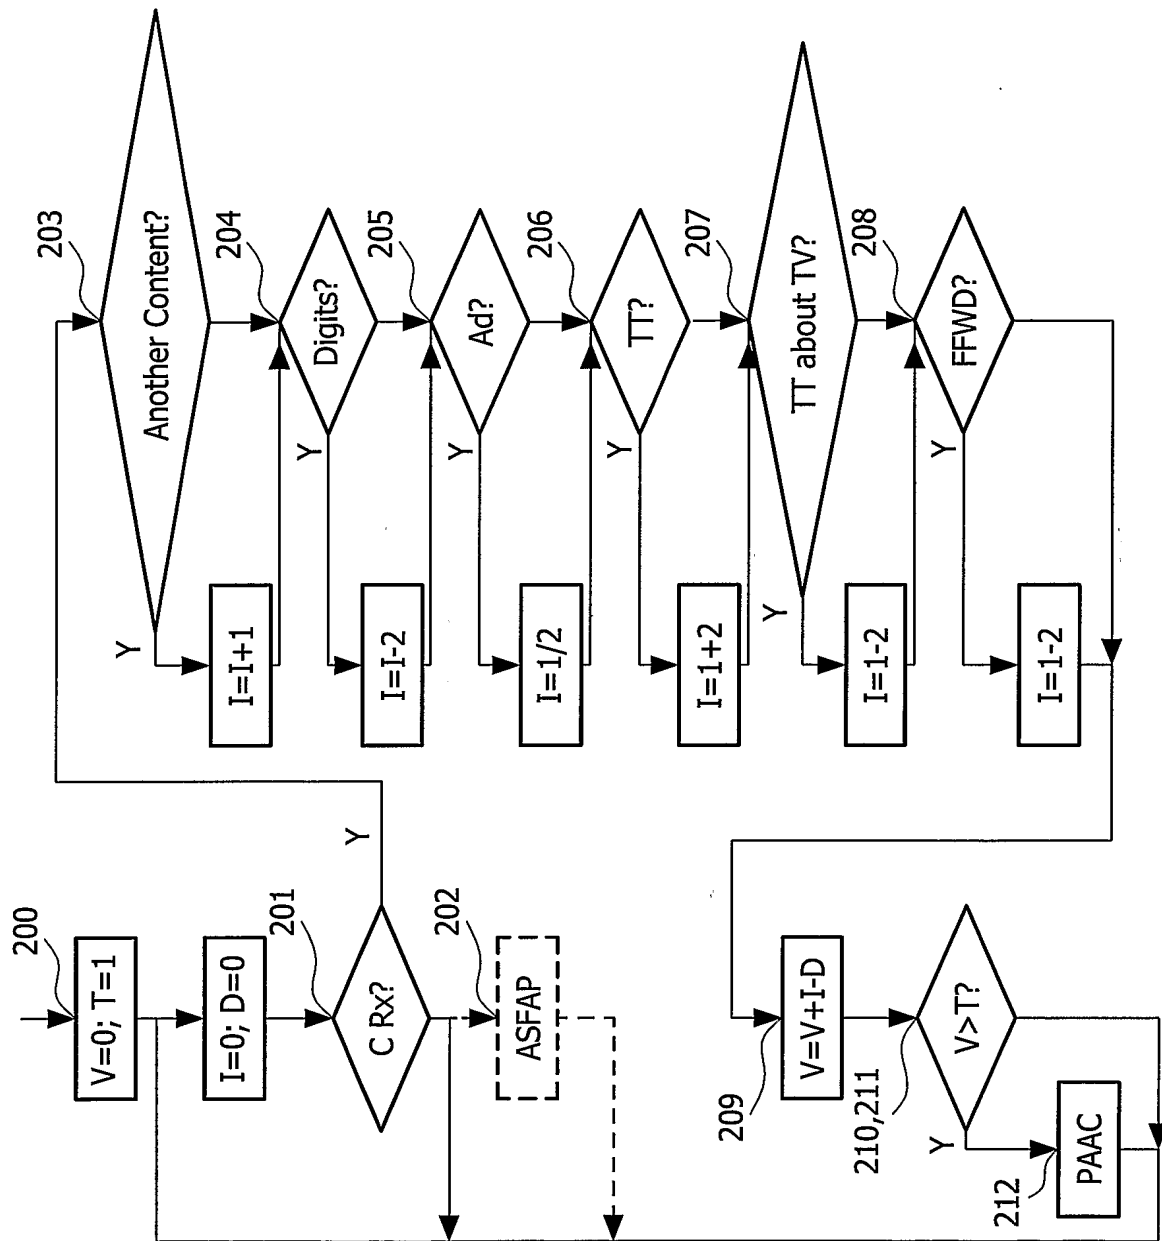 200
V=0; T=1
I=0; D=0
201
C Rx?
Y
202
ASFAP
203
Another Content?
Y
I=I+1
204
Digits?
Y
I=I-2
205
Ad?
Y
I=1/2
206
TT?
Y
I=1+2
207
TT about TV?
Y
I=1-2
208
FFWD?
Y
I=1-2
209
V=V+I-D
210,211
V>T?
Y
212
PAAC